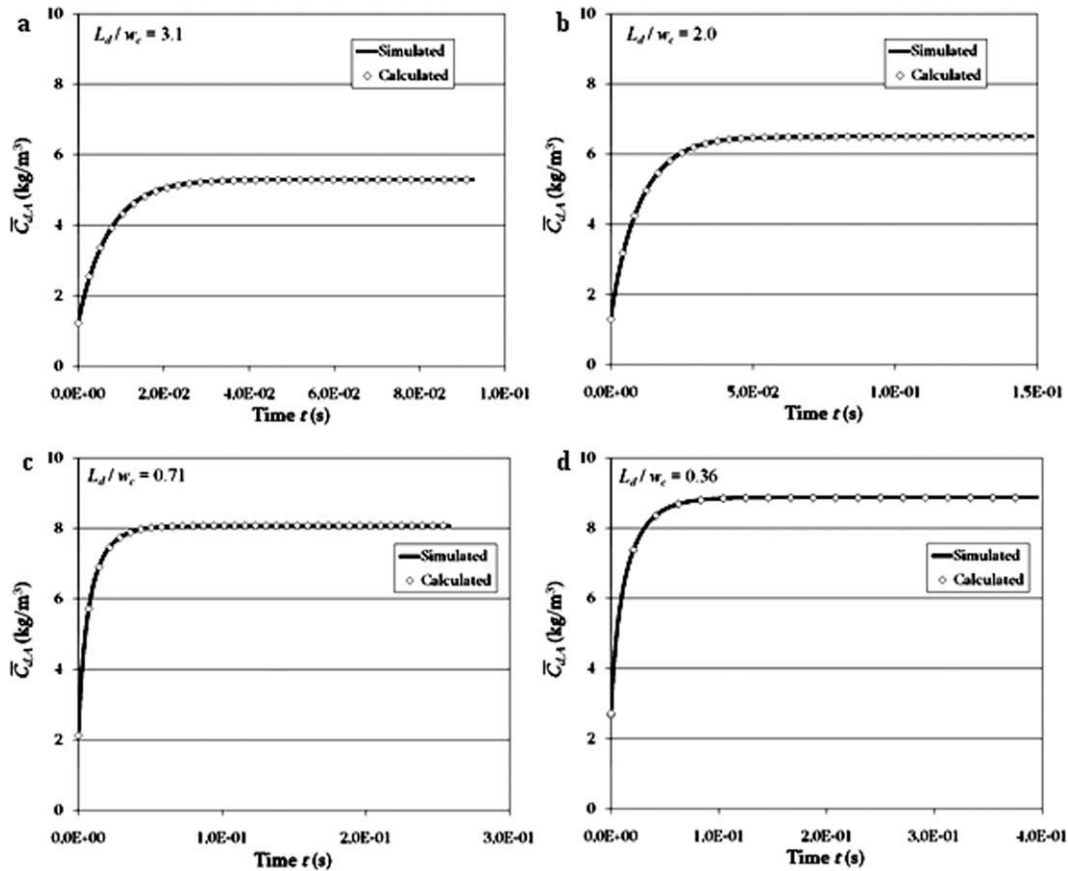 a
L_d / w_c = 3.1
Simulated
Calculated
10
8
6
4
2
0
C̅_{d,A} (kg/m³)
0.0E+00 2.0E-02 4.0E-02 6.0E-02 8.0E-02 1.0E-01
Time t (s)
b
L_d / w_c = 2.0
Simulated
Calculated
10
8
6
4
2
0
C̅_{d,A} (kg/m³)
0.0E+00 5.0E-02 1.0E-01 1.5E-01
Time t (s)
c
L_d / w_c = 0.71
Simulated
Calculated
10
8
6
4
2
0
C̅_{d,A} (kg/m³)
0.0E+00 1.0E-01 2.0E-01 3.0E-01
Time t (s)
d
L_d / w_c = 0.36
Simulated
Calculated
10
8
6
4
2
0
C̅_{d,A} (kg/m³)
0.0E+00 1.0E-01 2.0E-01 3.0E-01 4.0E-01
Time t (s)